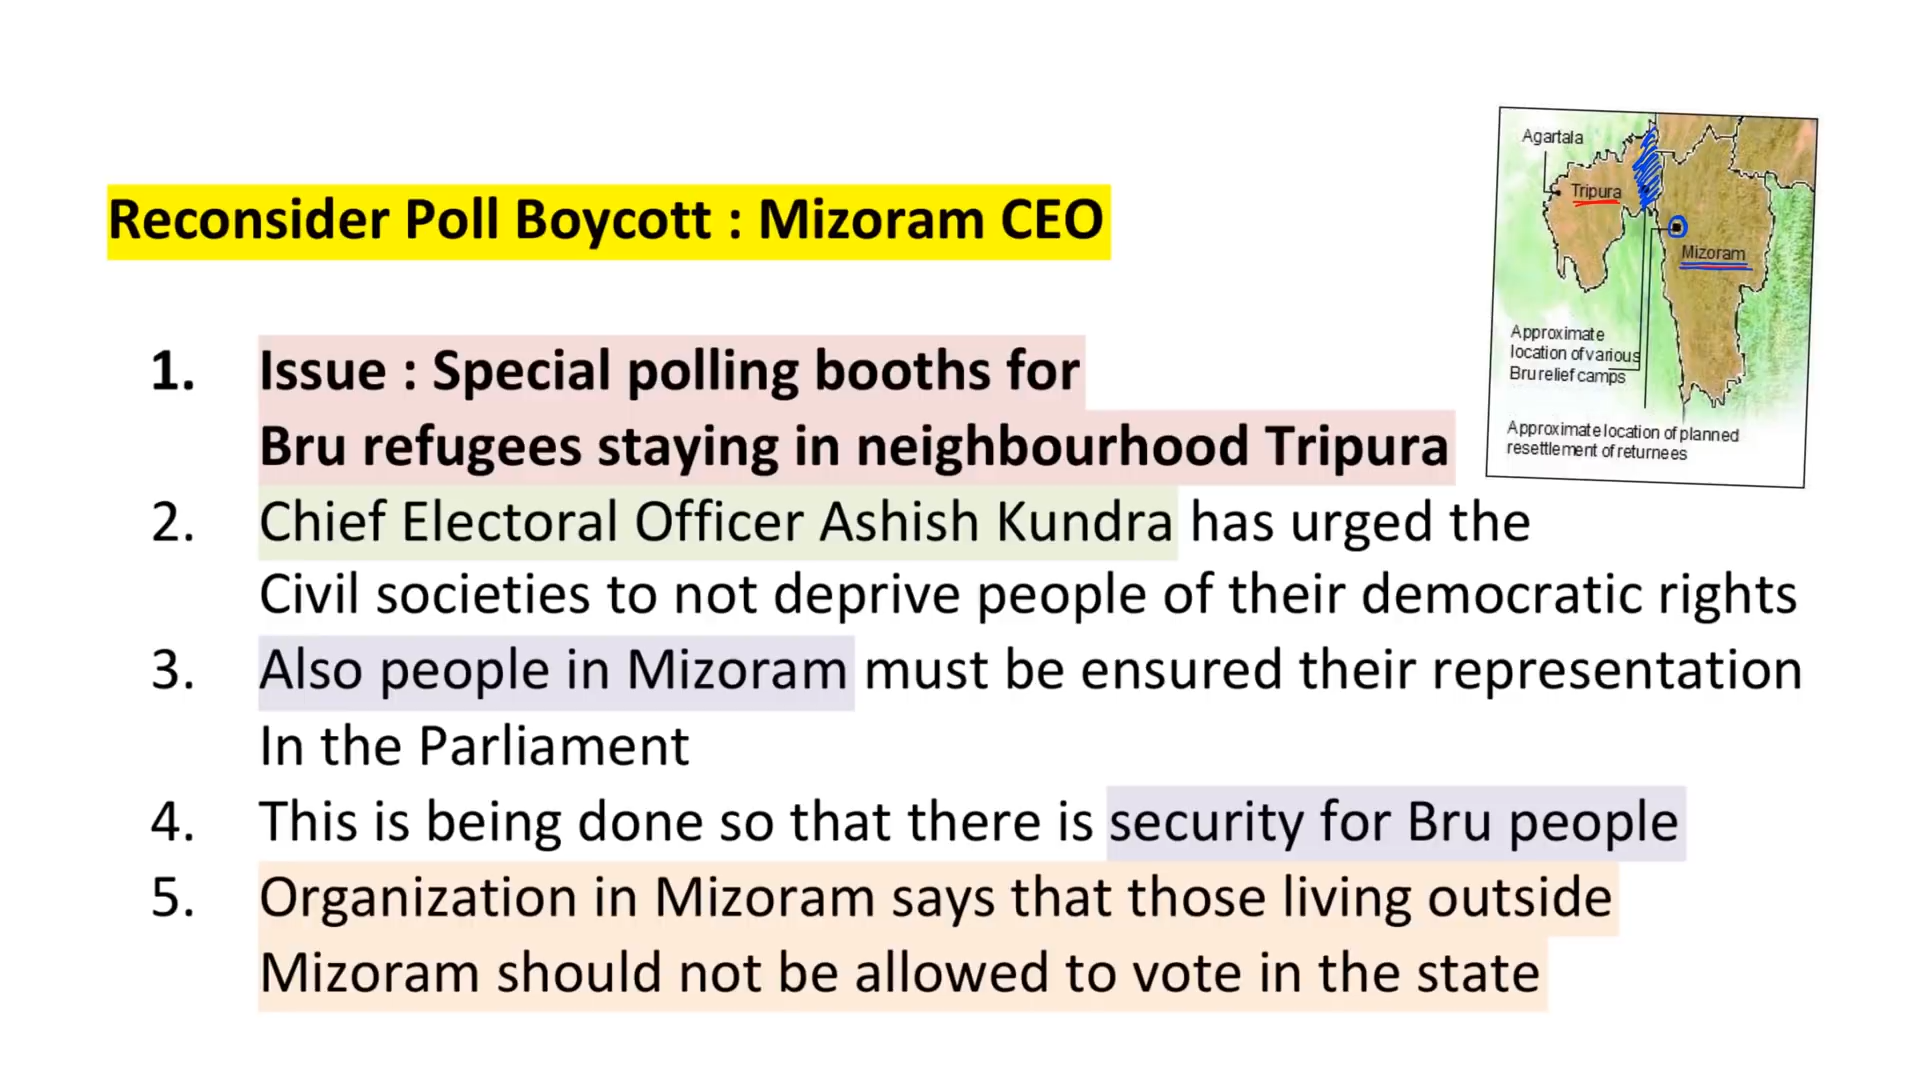 Reconsider Poll Boycott : Mizoram CEO
1. Issue : Special polling booths for
Bru refugees staying in neighbourhood Tripura
2. Chief Electoral Officer Ashish Kundra has urged the
Civil societies to not deprive people of their democratic rights
3. Also people in Mizoram must be ensured their representation
In the Parliament
4. This is being done so that there is security for Bru people
5. Organization in Mizoram says that those living outside
Mizoram should not be allowed to vote in the state
Agartala
Tripura
Mizoram
Approximate
location of various
Bru relief camps
Approximate location of planned
resettlement of returnees